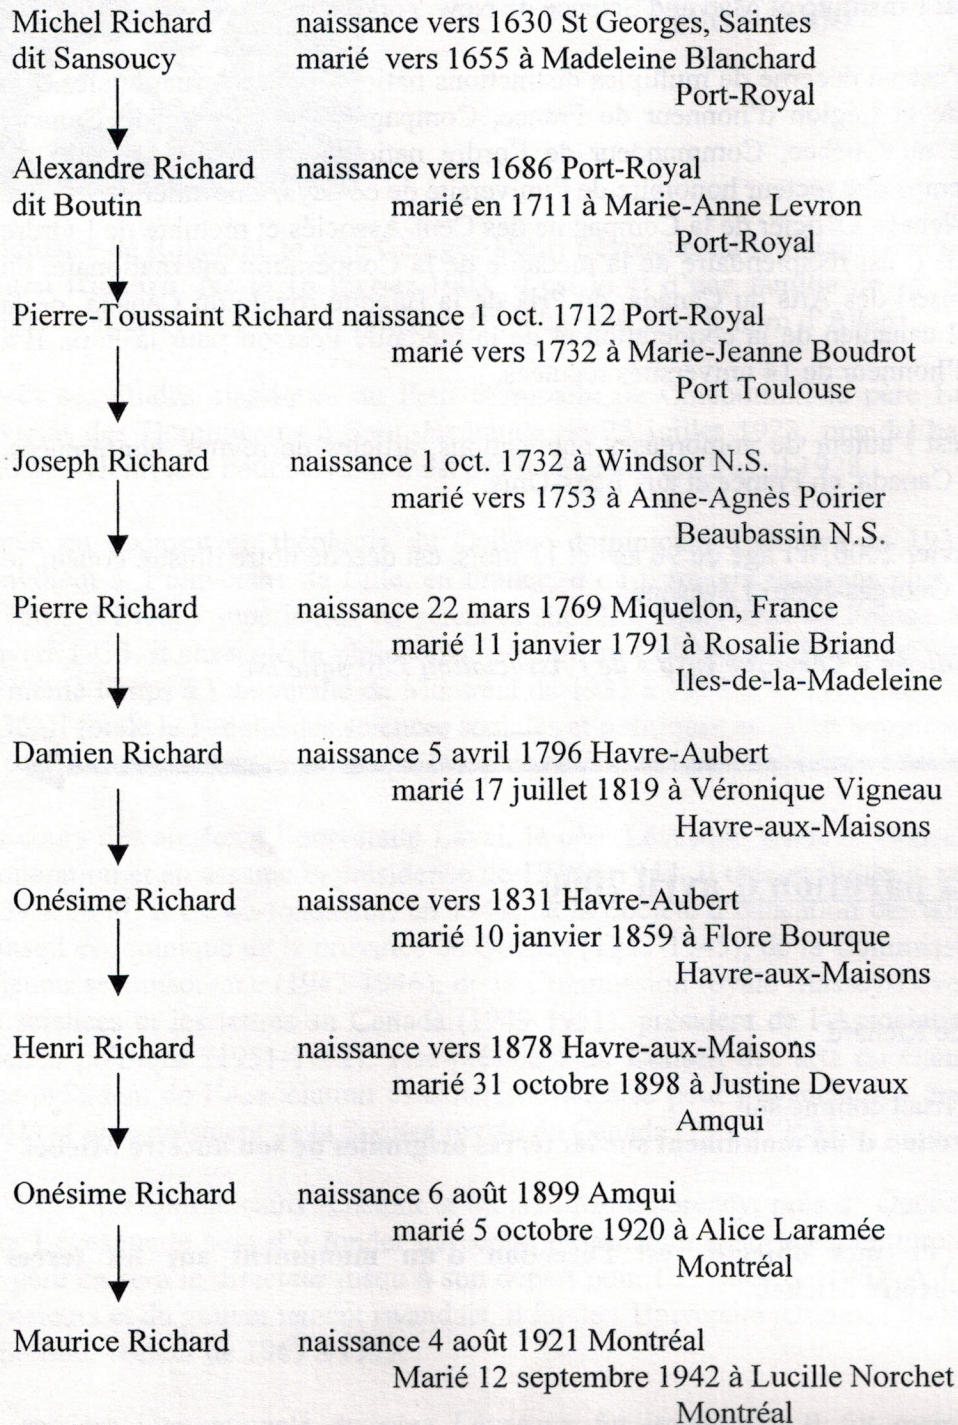 Michel Richard naissance vers 1630 St Georges, Saintes
dit Sansoucy marié vers 1655 à Madeleine Blanchard
Port-Royal
Alexandre Richard naissance vers 1686 Port-Royal
dit Boutin marié en 1711 à Marie-Anne Levron
Port-Royal
Pierre-Toussaint Richard naissance 1 oct. 1712 Port-Royal
marié vers 1732 à Marie-Jeanne Boudrot
Port Toulouse
Joseph Richard naissance 1 oct. 1732 à Windsor N.S.
marié vers 1753 à Anne-Agnès Poirier
Beaubassin N.S.
Pierre Richard naissance 22 mars 1769 Miquelon, France
marié 11 janvier 1791 à Rosalie Briand
Iles-de-la-Madeleine
Damien Richard naissance 5 avril 1796 Havre-Aubert
marié 17 juillet 1819 à Véronique Vigneau
Havre-aux-Maisons
Onésime Richard naissance vers 1831 Havre-Aubert
marié 10 janvier 1859 à Flore Bourque
Havre-aux-Maisons
Henri Richard naissance vers 1878 Havre-aux-Maisons
marié 31 octobre 1898 à Justine Devaux
Amqui
Onésime Richard naissance 6 août 1899 Amqui
marié 5 octobre 1920 à Alice Laramée
Montréal
Maurice Richard naissance 4 août 1921 Montréal
Marié 12 septembre 1942 à Lucille Norchet
Montréal